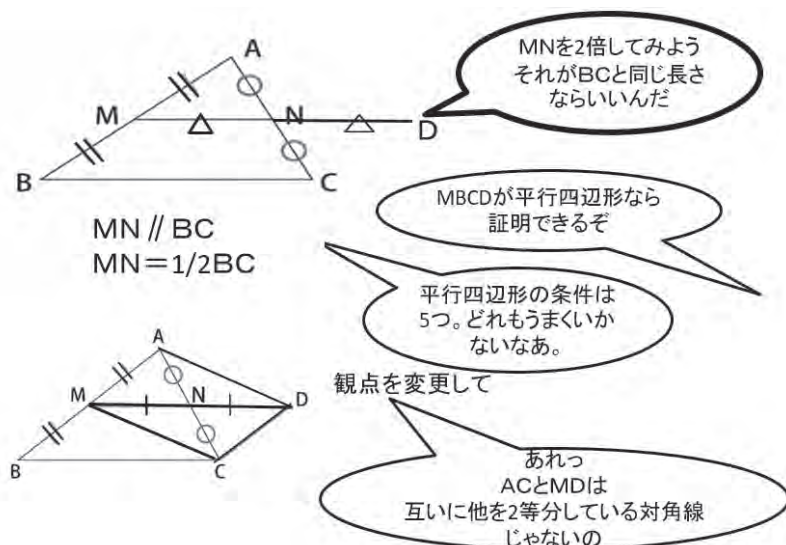 A
M
N
D
B
C
MNを2倍してみよう
それがBCと同じ長さ
ならいいんだ
MN // BC
MN=1/2BC
MBCDが平行四辺形なら
証明できるぞ
平行四辺形の条件は
5つ。どれもうまくいか
ないなあ。
A
M
N
D
B
C
観点を変更して
あれっ
ACとMDは
互いに他を2等分している対角線
じゃないの